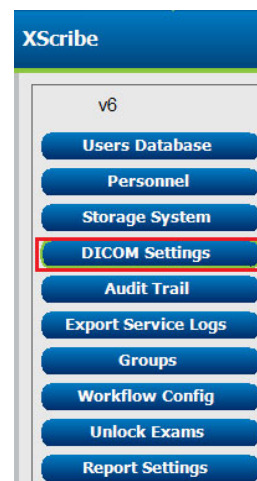 XScribe
v6
Users Database
Personnel
Storage System
DICOM Settings
Audit Trail
Export Service Logs
Groups
Workflow Config
Unlock Exams
Report Settings